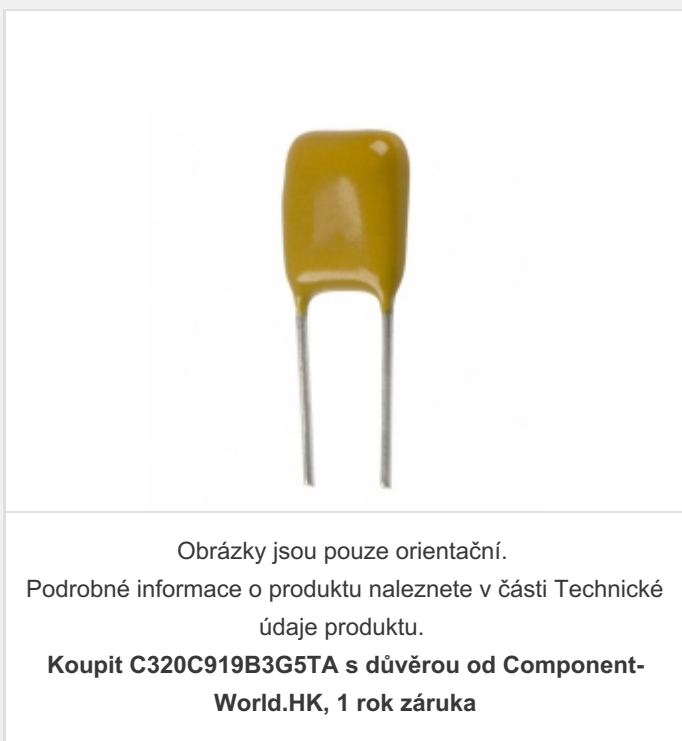 Obrázky jsou pouze orientační.
Podrobné informace o produktu naleznete v části Technické
údaje produktu.
Koupit C320C919B3G5TA s důvěrou od Component-
World.HK, 1 rok záruka